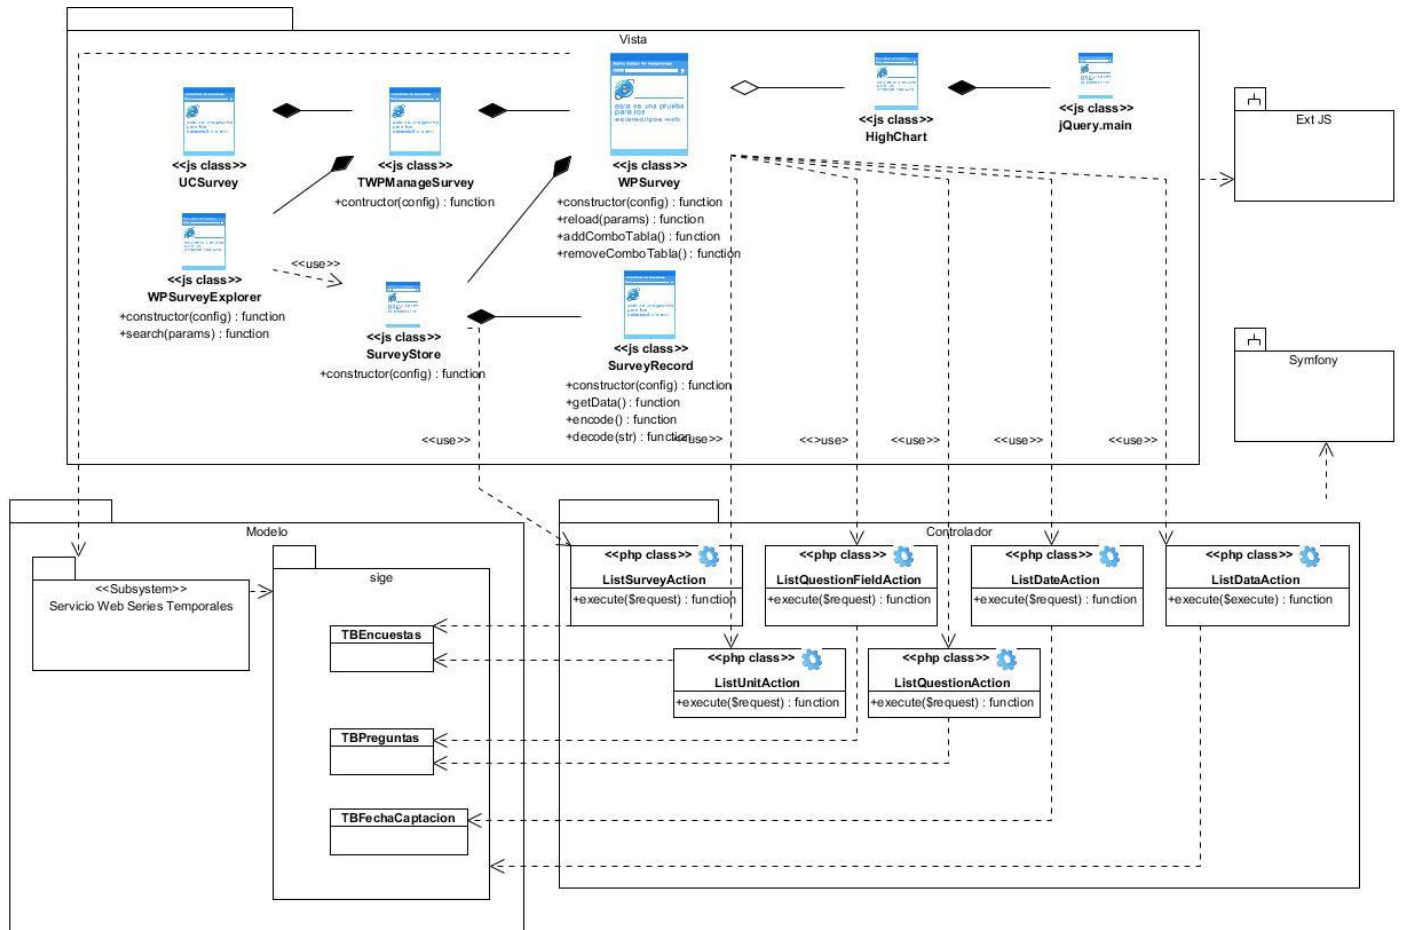 Vista
<<js class>>
UCSurvey
<<js class>>
TWPManageSurvey
+contructor(config) : function
<<js class>>
WPSurvey
+constructor(config) : function
+reload(params) : function
+addComboTabla() : function
+removeComboTabla() : function
<<js class>>
HighChart
<<js class>>
jQuery.main
Ext JS
<<js class>>
WPSurveyExplorer
+constructor(config) : function
+search(params) : function
<<use>>
<<js class>>
SurveyStore
+constructor(config) : function
<<js class>>
SurveyRecord
+constructor(config) : function
+getData() : function
+encode() : function
+decode(str) : function
<<use>>
<<use>>
<<>use>
<<use>>
<<use>>
<<use>>
Symfony
Modelo
<<Subsystem>>
Servicio Web Series Temporales
sige
TBEncuestas
TBPreguntas
TBFechaCaptacion
Controlador
<<php class>>
ListSurveyAction
+execute($request) : function
<<php class>>
ListQuestionFieldAction
+execute($request) : function
<<php class>>
ListDateAction
+execute($request) : function
<<php class>>
ListDataAction
+execute($execute) : function
<<php class>>
ListUnitAction
+execute($request) : function
<<php class>>
ListQuestionAction
+execute($request) : function